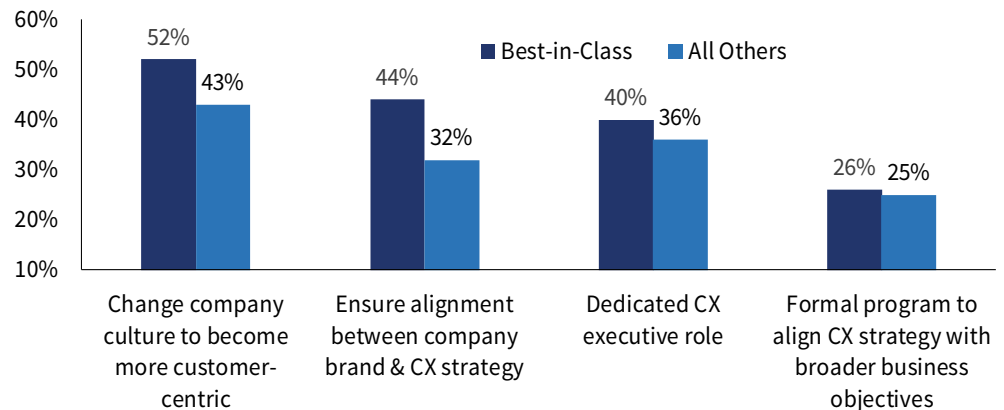 60%
50%
40%
30%
20%
10%
Best-in-Class
All Others
52%
43%
44%
32%
40%
36%
26%
25%
Change company
culture to become
more customer-
centric
Ensure alignment
between company
brand & CX strategy
Dedicated CX
executive role
Formal program to
align CX strategy with
broader business
objectives